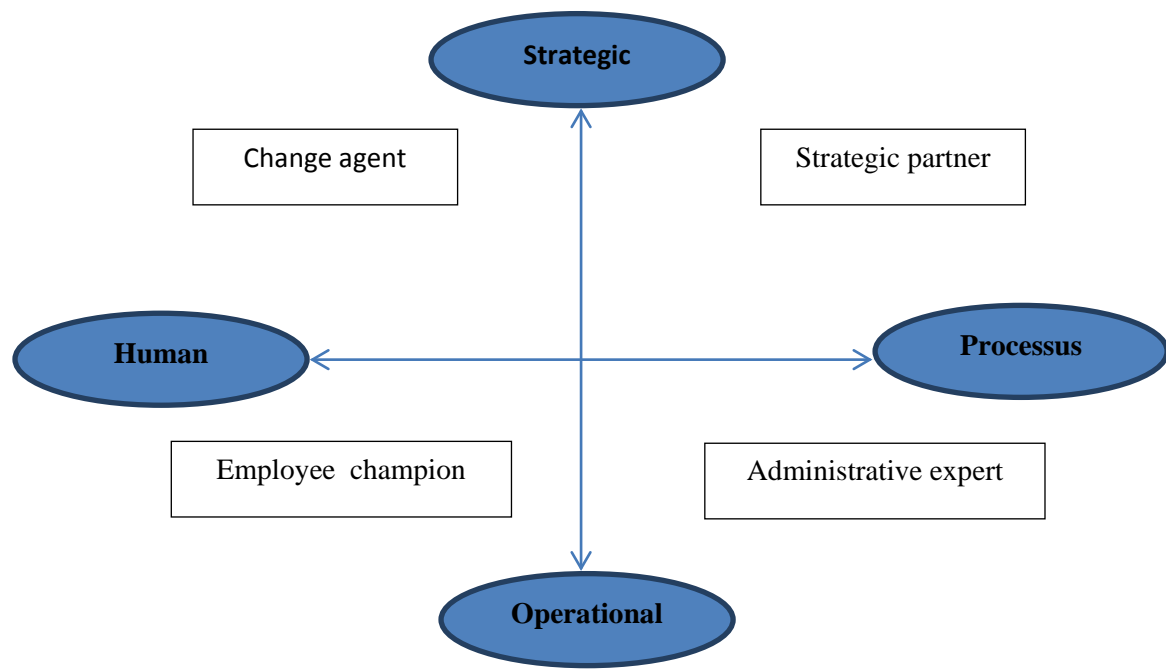 Strategic
Change agent
Strategic partner
Human
Processus
Employee champion
Administrative expert
Operational